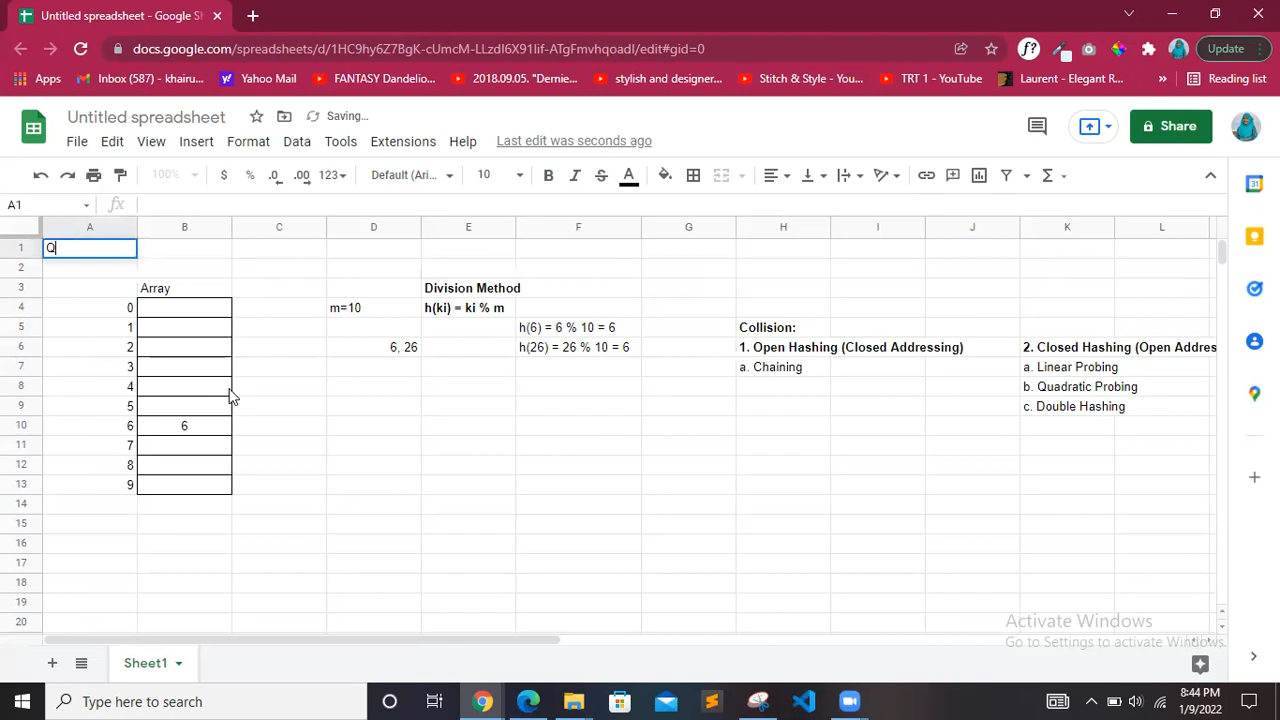 Untitled spreadsheet - Google Sh
docs.google.com/spreadsheets/d/1HC9hy6Z7BgK-cUmcM-LLzdI6X91Iif-ATgFmvhqoadI/edit#gid=0
Update
Apps
Inbox (587) - khairu...
Yahoo Mail
FANTASY Dandelio...
2018.09.05. "Dernie...
stylish and designer...
Stitch & Style - You...
TRT 1 - YouTube
Laurent - Elegant R...
Reading list
Untitled spreadsheet
Saving...
File Edit View Insert Format Data Tools Extensions Help Last edit was seconds ago
Share
100% $ % .0 .00 123 Default (Ari... 10 B I S A
A1 fx
A B C D E F G H I J K L
1 Q
2
3 Array Division Method
4 0 m=10 h(ki) = ki % m
5 1 h(6) = 6 % 10 = 6 Collision:
6 2 6, 26 h(26) = 26 % 10 = 6 1. Open Hashing (Closed Addressing) 2. Closed Hashing (Open Addres
7 3 a. Chaining a. Linear Probing
8 4 b. Quadratic Probing
9 5 c. Double Hashing
10 6 6
11 7
12 8
13 9
14
15
16
17
18
19
20
Activate Windows
Go to Settings to activate Windows.
Sheet1
Type here to search
8:44 PM
1/9/2022